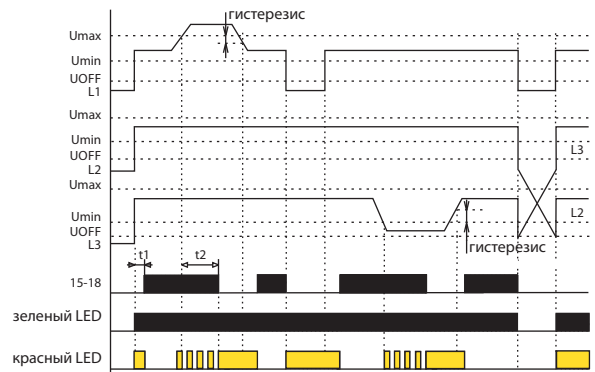 гистерезис
Umax
Umin
UOFF
L1
Umax
Umin
UOFF
L2
L3
Umax
Umin
UOFF
L3
L2
гистерезис
t1
t2
15-18
зеленый LED
красный LED